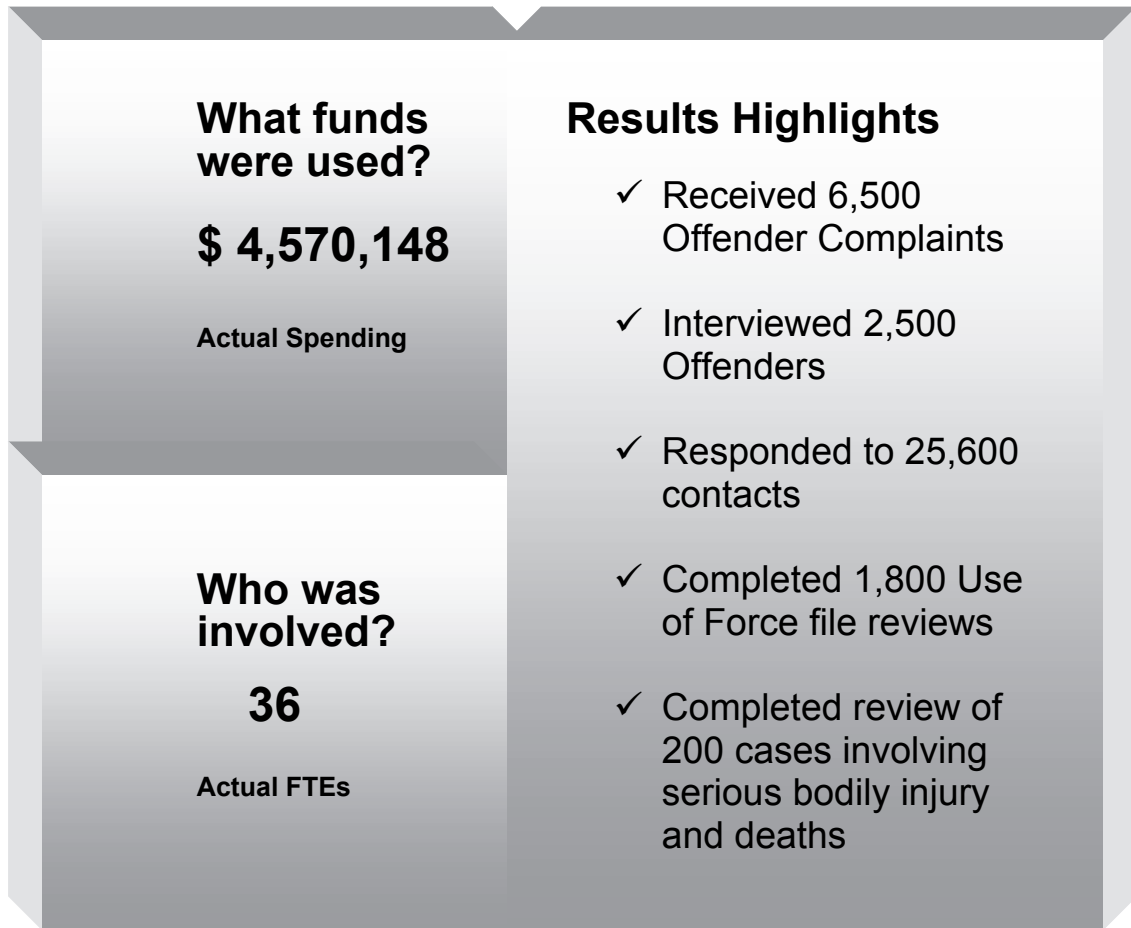 What funds
were used?
$ 4,570,148
Actual Spending
Who was
involved?
36
Actual FTEs
Results Highlights
✓ Received 6,500
Offender Complaints
✓ Interviewed 2,500
Offenders
✓ Responded to 25,600
contacts
✓ Completed 1,800 Use
of Force file reviews
✓ Completed review of
200 cases involving
serious bodily injury
and deaths